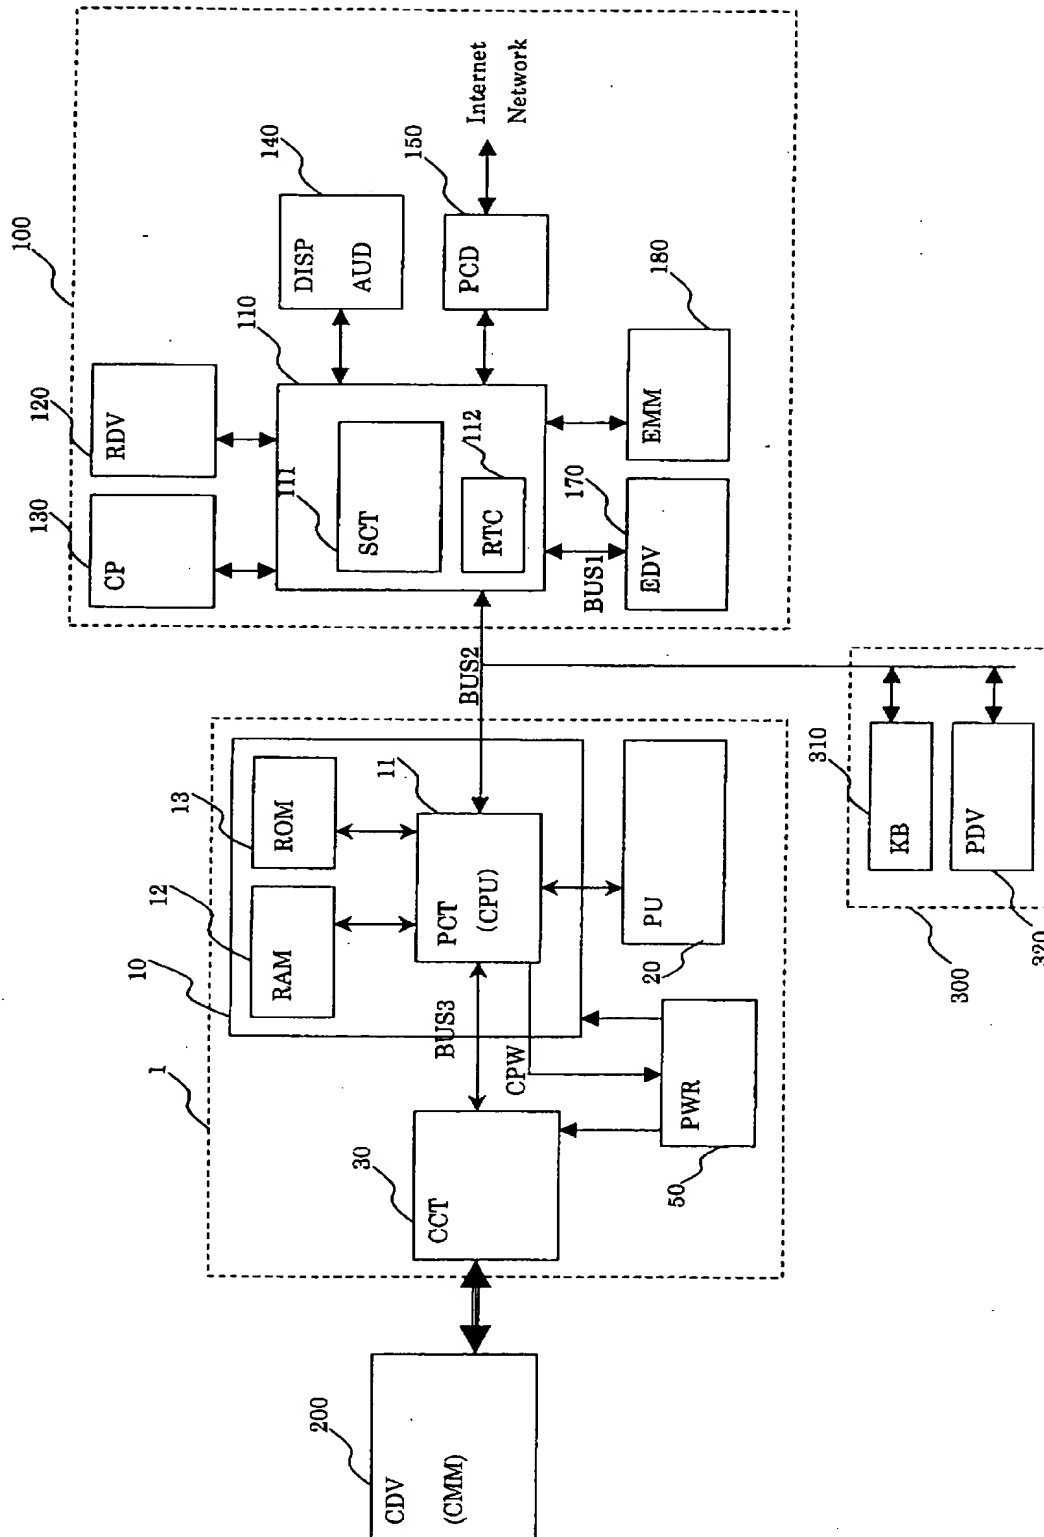 100
120
RDV
130
CP
110
140
DISP
AUD
150
PCD
Internet
Network
111
SCT
112
RTC
170
EDV
BUS1
180
EMM
BUS2
1
10
12
RAM
13
ROM
11
PCT
(CPU)
BUS3
CPW
20
PU
30
CCT
50
PWR
200
CDV
(CMM)
300
310
KB
320
PDV